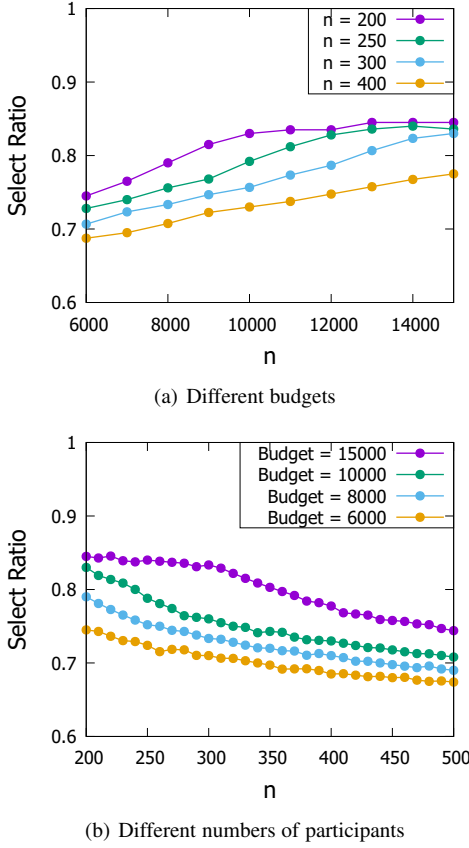 1
0.9
0.8
0.7
0.6
Select Ratio
n = 200
n = 250
n = 300
n = 400
6000 8000 10000 12000 14000
n
(a) Different budgets
1
0.9
0.8
0.7
0.6
Select Ratio
Budget = 15000
Budget = 10000
Budget = 8000
Budget = 6000
200 250 300 350 400 450 500
n
(b) Different numbers of participants